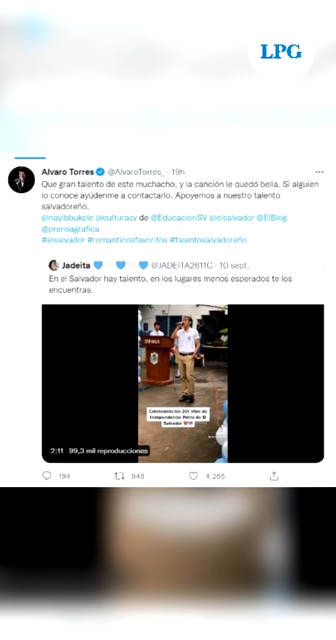 LPG
Alvaro Torres @AlvaroTorres_ · 19h
Que gran talento de este muchacho, y la canción le quedó bella. Si alguien
lo conoce ayúdenme a contactarlo. Apoyemos a nuestro talento
salvadoreño.
@nayibbukele @culturasv de @EducacionSV @elsalvador @ElBlog
@prensagrafica
#elsalvador #romanticosfavoritos #talentosalvadoreño
Jadeita 💙 💙 💙 @JADEITA2611C · 10 sept.
En el Salvador hay talento, en los lugares menos esperados te los
encuentras.
Celebrando los 201 años de
Independencia Patria de El
Salvador
2:11 99,3 mil reproducciones
194 948 4.265